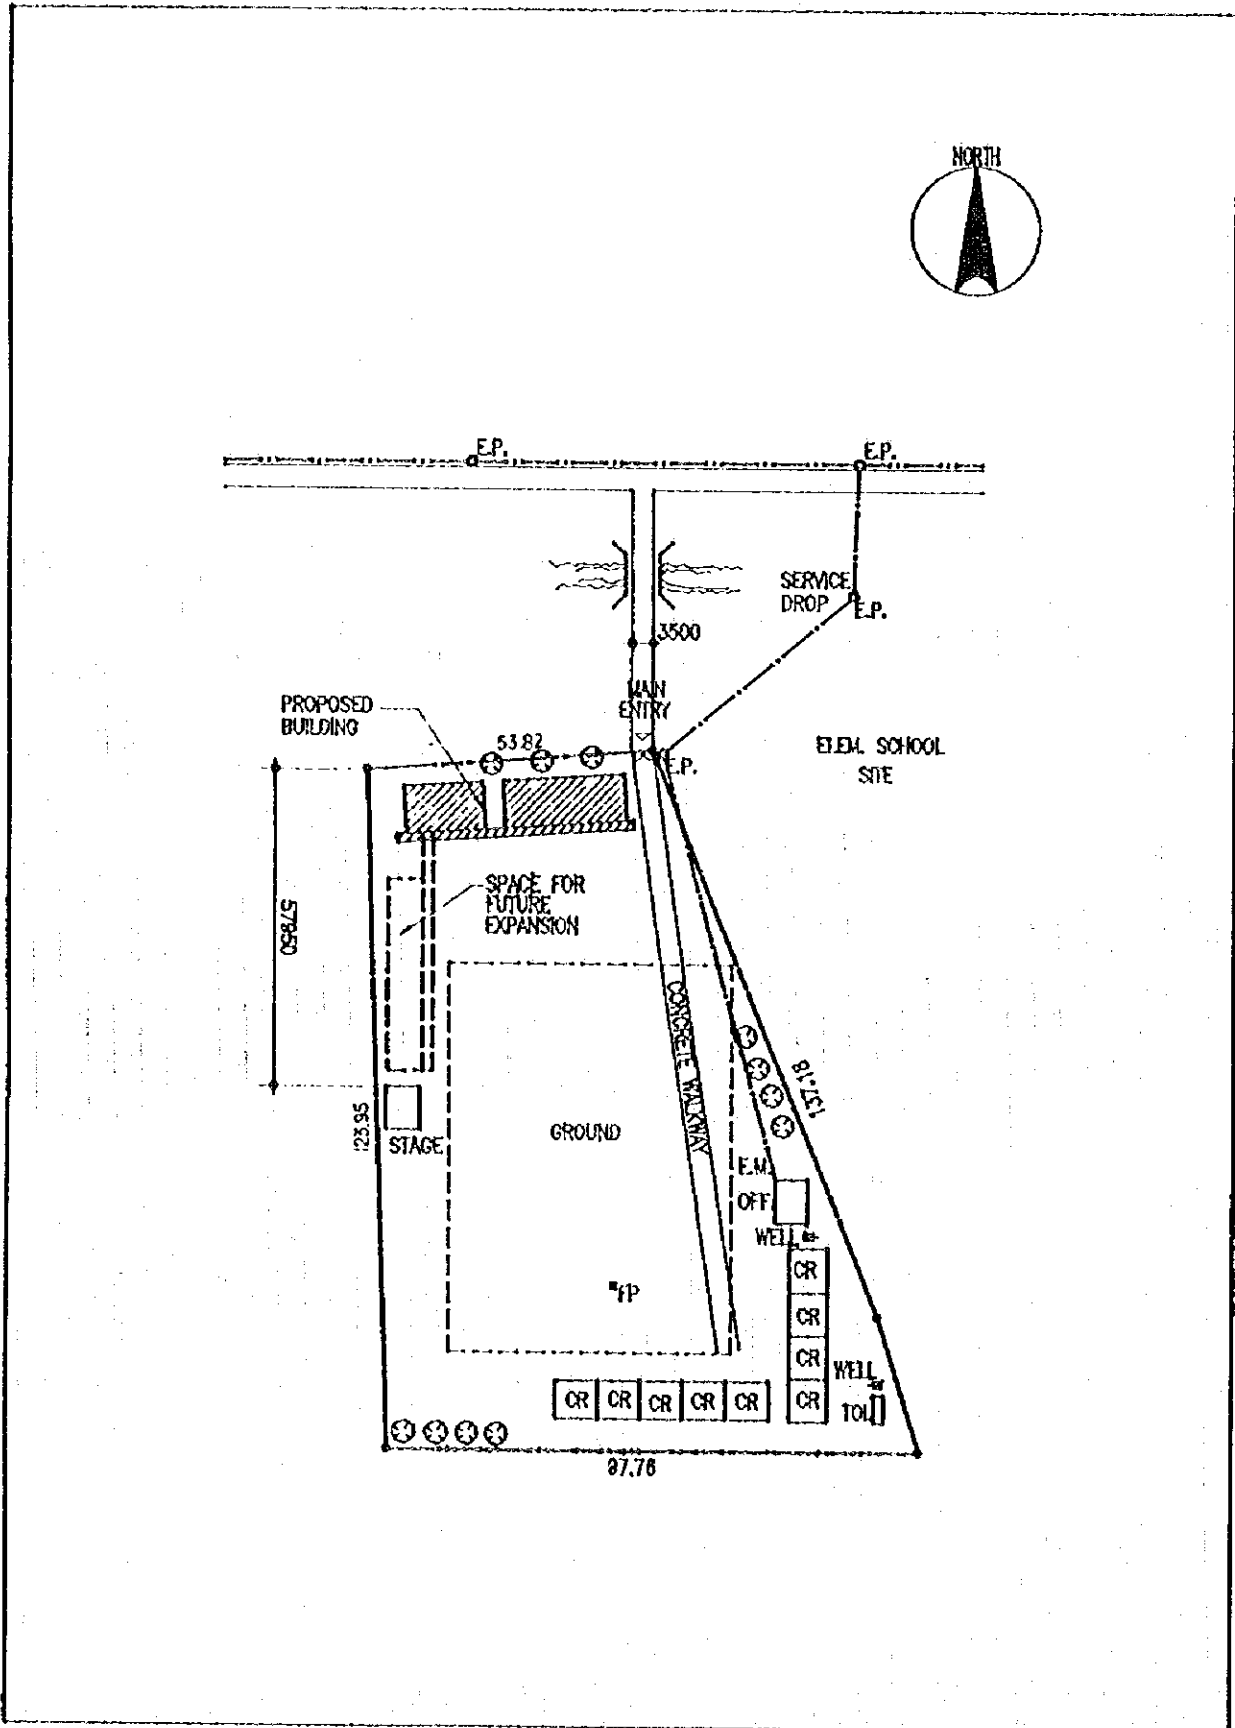 NORTH
E.P.
E.P.
SERVICE
DROP
E.P.
3500
MAIN
ENTRY
PROPOSED
BUILDING
53.82
E.P.
ELEM. SCHOOL
SITE
SPACE FOR
FUTURE
EXPANSION
57950
CONCRETE WALKWAY
137.18
123.95
STAGE
GROUND
E.M.
OFF.
WELL
CR
FP
CR
CR
WELL
CR CR CR CR CR
CR
TOI.
97.76